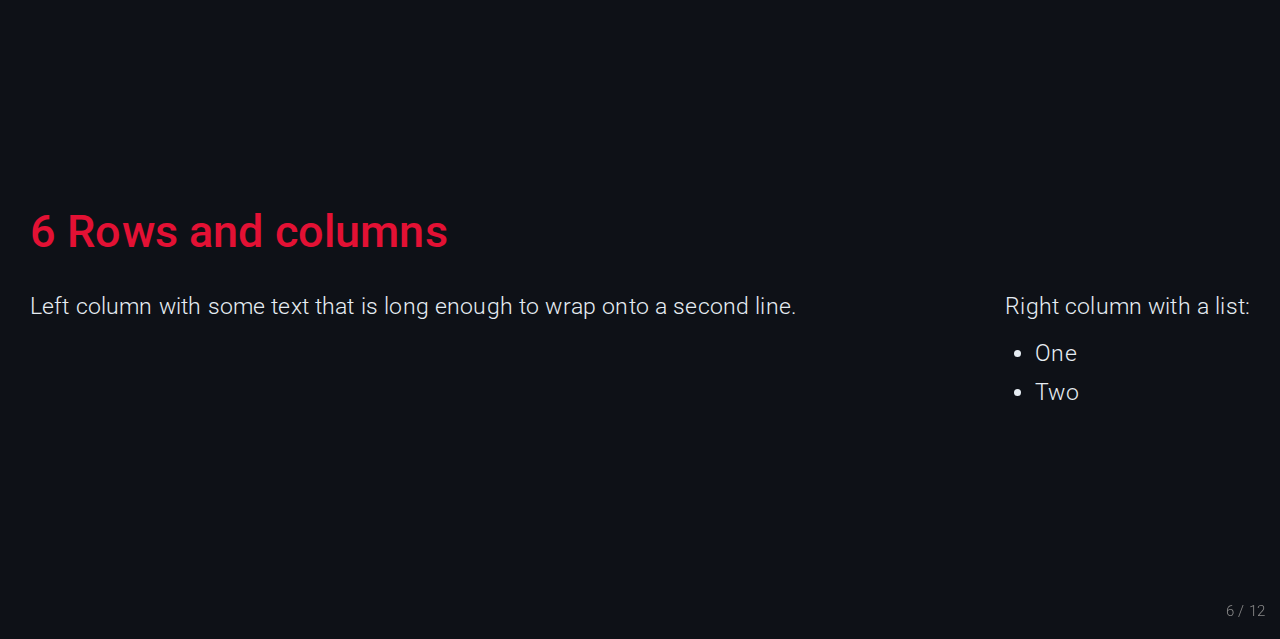 6 Rows and columns
Left column with some text that is long enough to wrap onto a second line.
Right column with a list:
• One
• Two
6 / 12